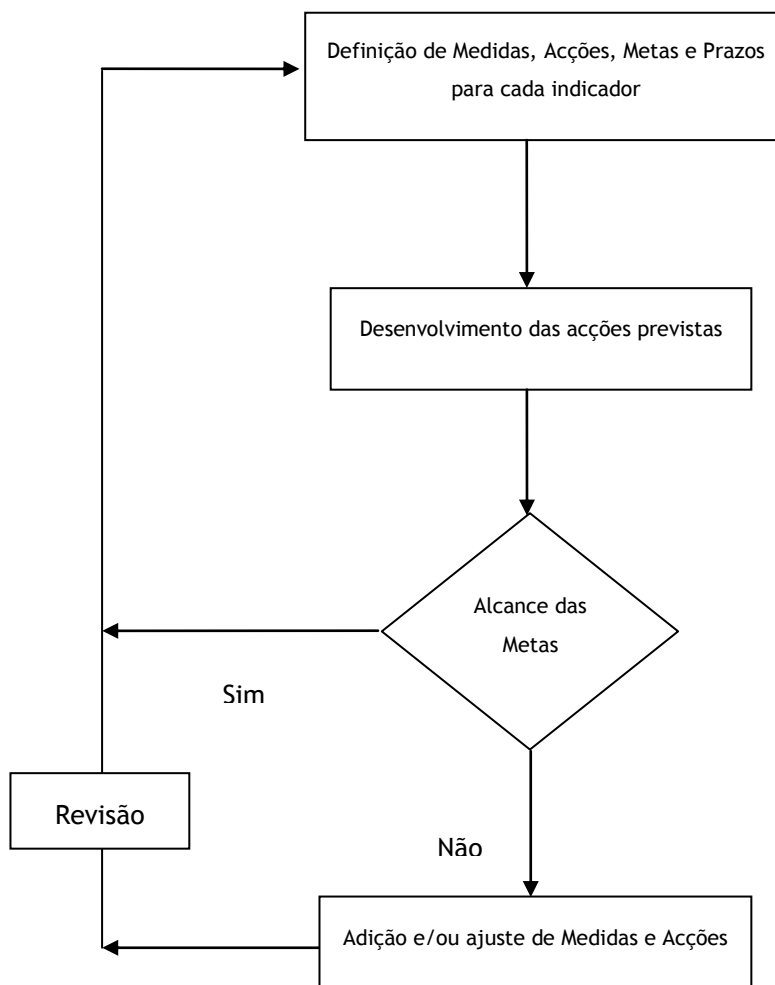 Definição de Medidas, Acções, Metas e Prazos
para cada indicador
Desenvolvimento das acções previstas
Alcance das
Metas
Sim
Revisão
Não
Adição e/ou ajuste de Medidas e Acções